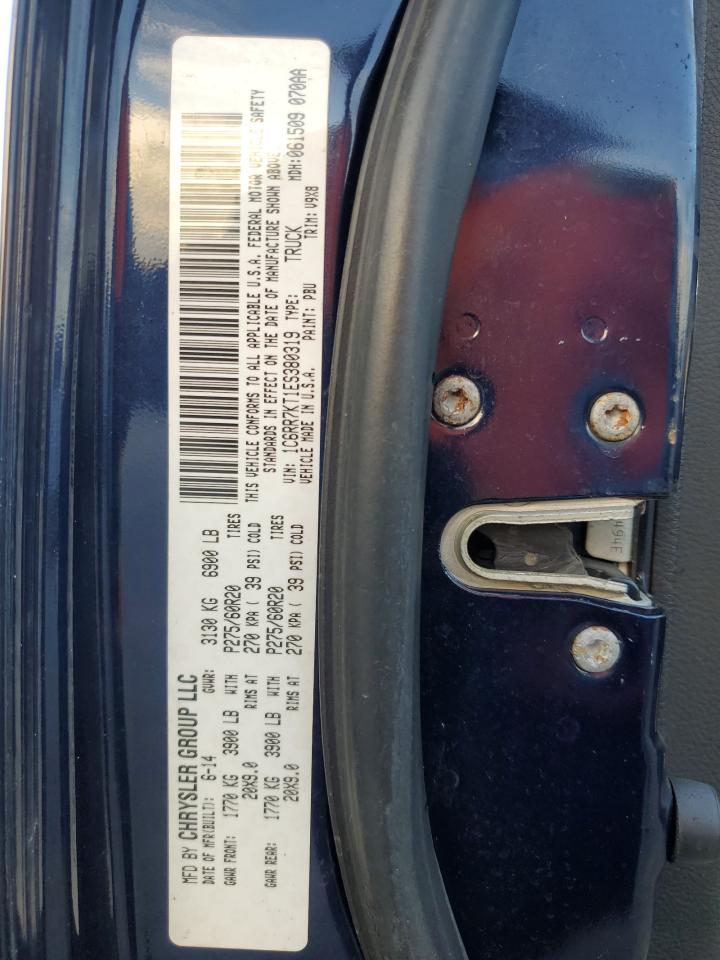 MFD BY CHRYSLER GROUP LLC
DATE OF MFR(BUILT): 6-14 GVWR: 3130 KG 6900 LB
GAWR FRONT: 1770 KG 3900 LB WITH P275/60R20 TIRES
20X9.0 RIMS AT 270 KPA ( 39 PSI) COLD
GAWR REAR: 1770 KG 3900 LB WITH P275/60R20 TIRES
20X9.0 RIMS AT 270 KPA ( 39 PSI) COLD
THIS VEHICLE CONFORMS TO ALL APPLICABLE U.S.A. FEDERAL MOTOR VEHICLE SAFETY
STANDARDS IN EFFECT ON THE DATE OF MANUFACTURE SHOWN ABOVE
VIN: 1C6RR7KT1ES380319 TYPE: TRUCK MDH: 061509 070AA
VEHICLE MADE IN U.S.A. PAINT: PBU TRIM: V9X8
494E